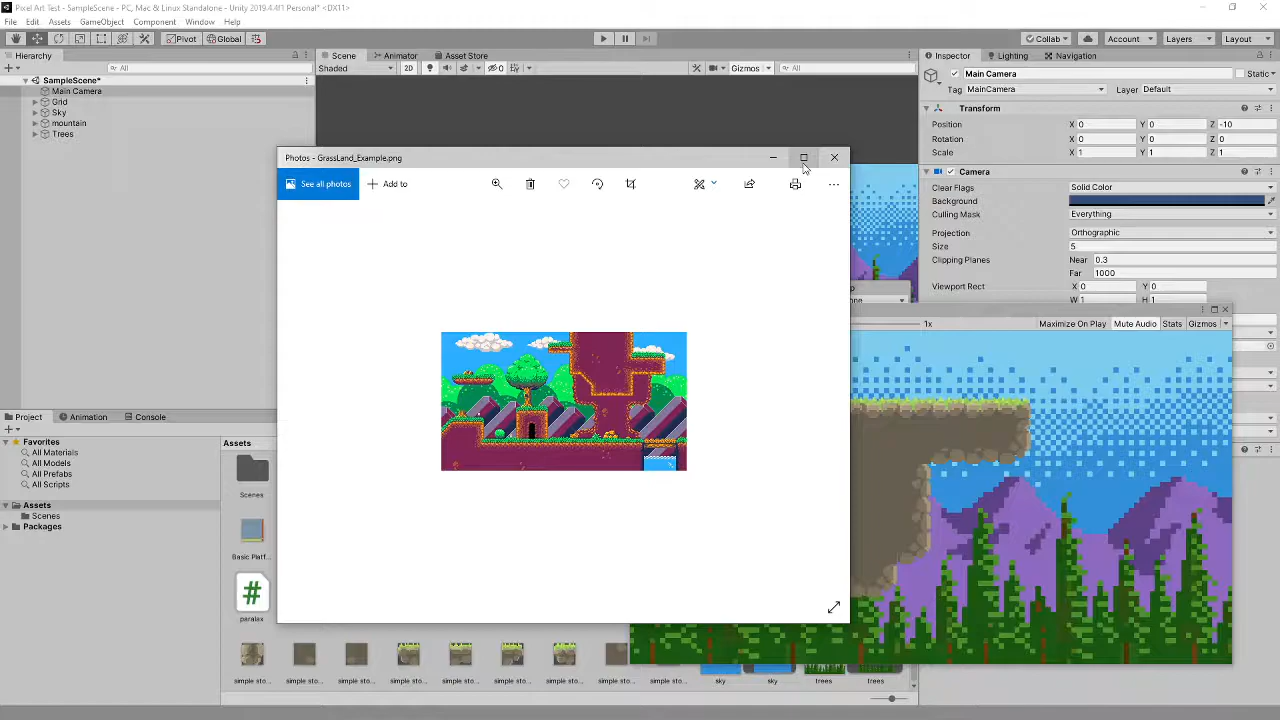 Pixel Art Test - SampleScene - PC, Mac & Linux Standalone - Unity 2019.4.4f1 Personal* <DX11>
File Edit Assets GameObject Component Window Help
Pivot Global Collab Account Layers Layout
Hierarchy
All
SampleScene*
Main Camera
Grid
Sky
mountain
Trees
Scene Animator Asset Store
Shaded 2D 0 Gizmos All
Photos - GrassLand_Example.png
See all photos Add to
Inspector Lighting Navigation
Main Camera Static
Tag MainCamera Layer Default
Transform
Position X 0 Y 0 Z -10
Rotation X 0 Y 0 Z 0
Scale X 1 Y 1 Z 1
Camera
Clear Flags Solid Color
Background
Culling Mask Everything
Projection Orthographic
Size 5
Clipping Planes Near 0.3
Far 1000
Viewport Rect X 0 Y 0
W 1 H 1
1x Maximize On Play Mute Audio Stats Gizmos
Project Animation Console
Favorites
All Materials
All Models
All Prefabs
All Scripts
Assets
Scenes
Packages
Assets
Scenes
Basic Platf...
#
paralax
simple sto... simple sto... simple sto... simple sto... simple sto... simple sto... simple sto... simple sto... simple sto... sky sky trees trees